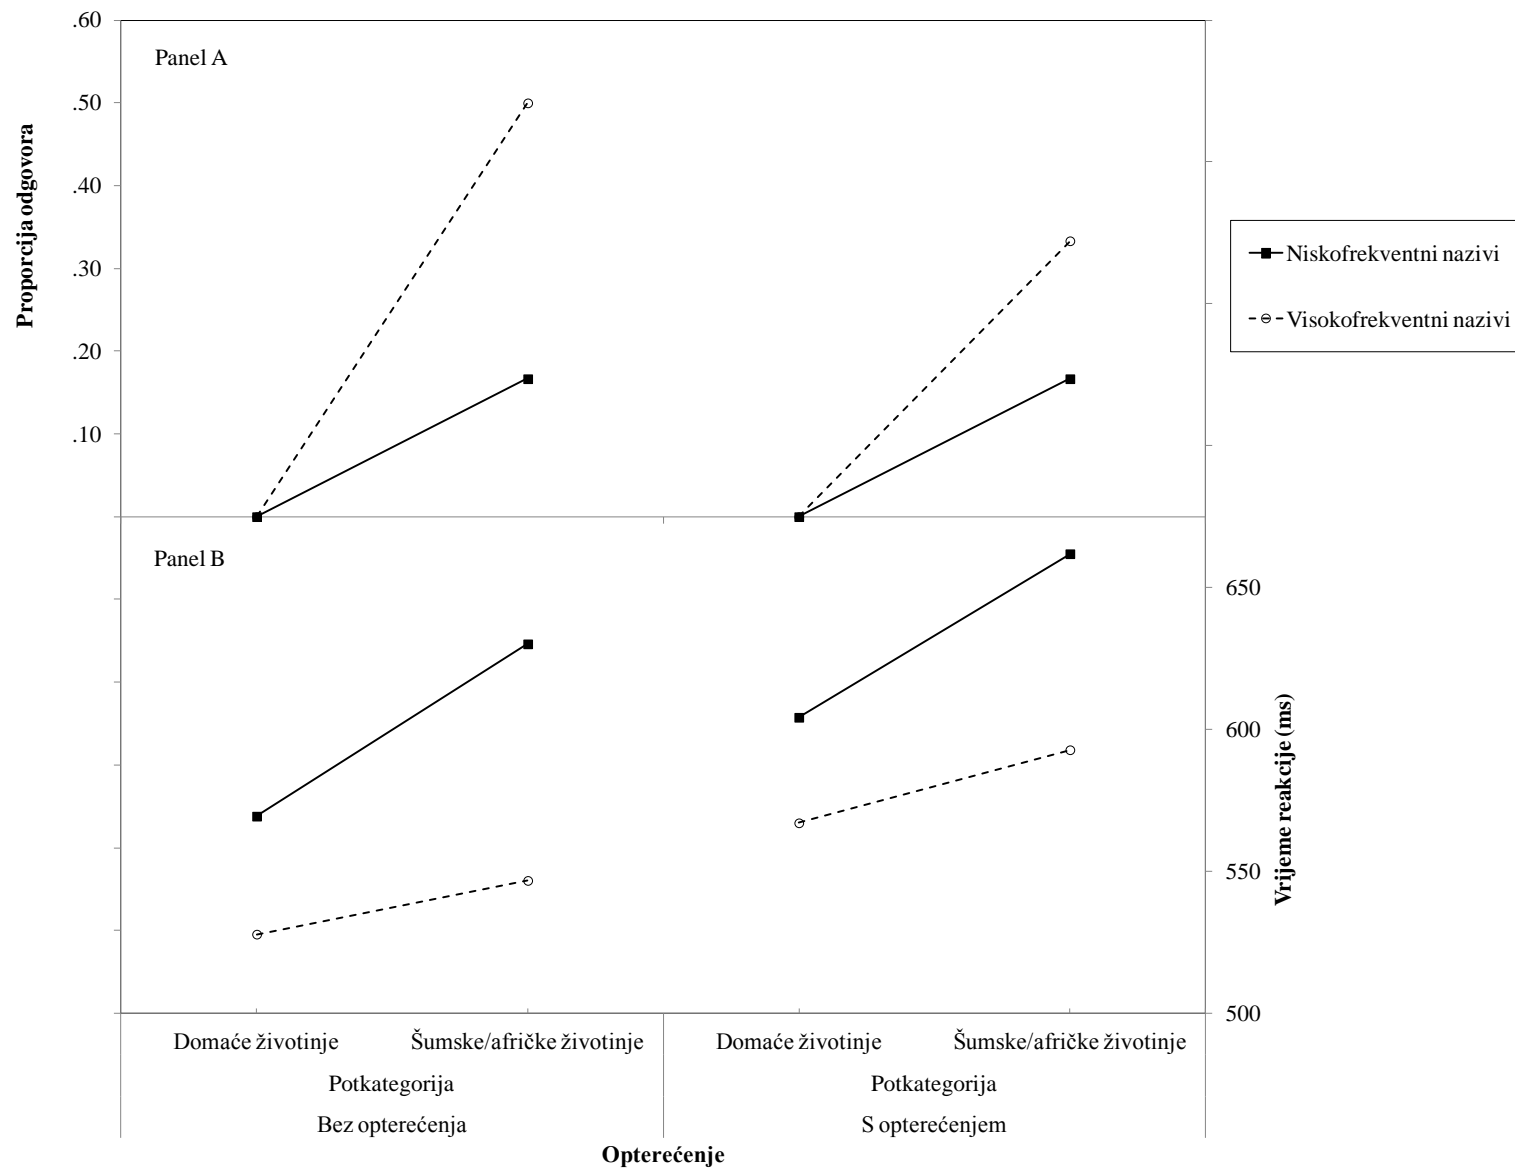 .60
Panel A
.50
.40
.30
.20
.10
Proporcija odgovora
Niskofrekventni nazivi
Visokofrekventni nazivi
Panel B
650
600
550
500
Vrijeme reakcije (ms)
Domaće životinje Šumske/afričke životinje Domaće životinje Šumske/afričke životinje
Potkategorija Potkategorija
Bez opterećenja S opterećenjem
Opterećenje